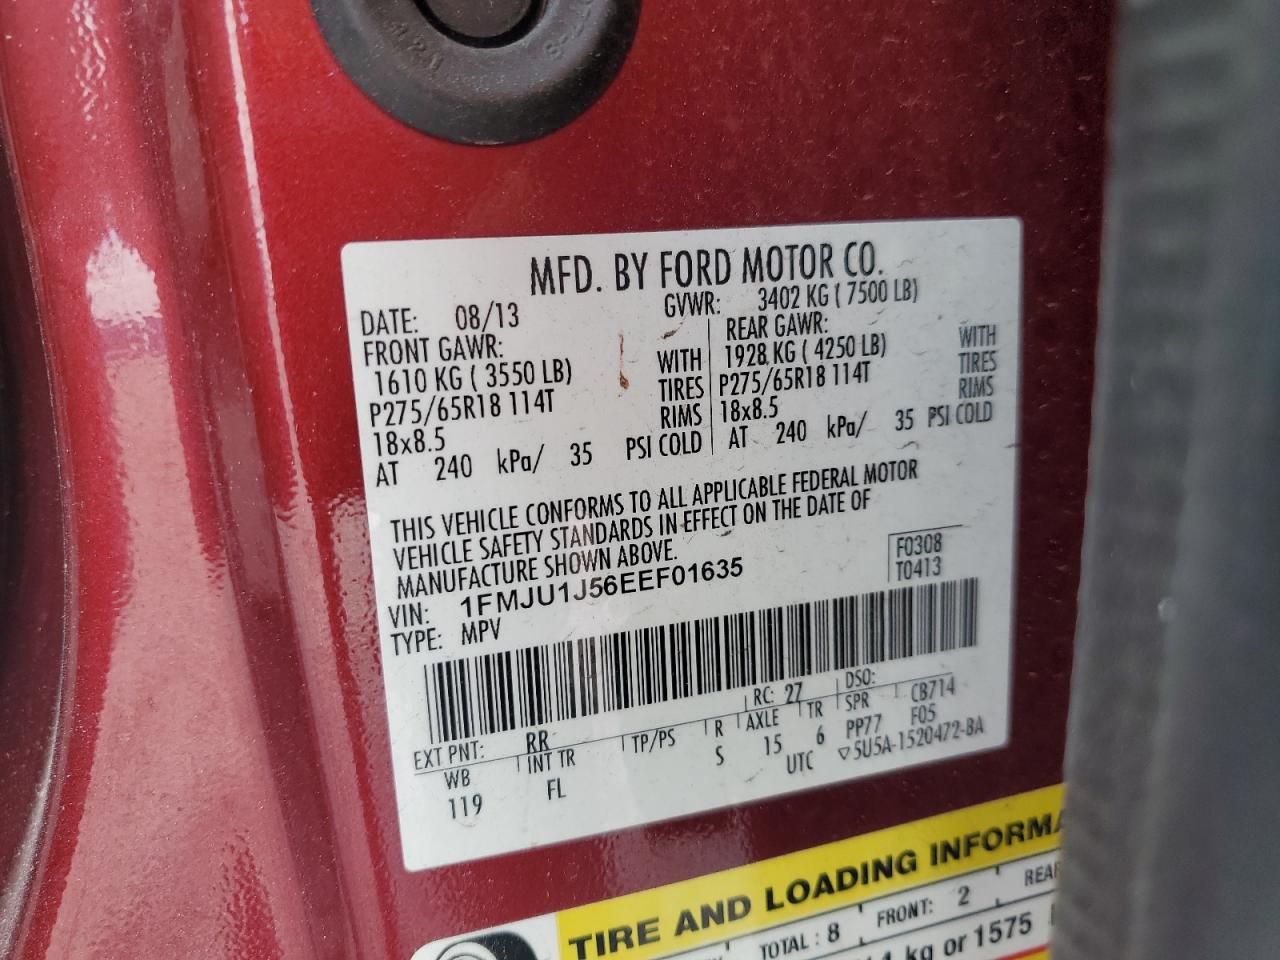 MFD. BY FORD MOTOR CO.
DATE: 08/13 GVWR: 3402 KG ( 7500 LB)
FRONT GAWR: REAR GAWR:
1610 KG ( 3550 LB) WITH 1928 KG ( 4250 LB) WITH
P275/65R18 114T TIRES P275/65R18 114T TIRES
18x8.5 RIMS 18x8.5 RIMS
AT 240 kPa/ 35 PSI COLD AT 240 kPa/ 35 PSI COLD
THIS VEHICLE CONFORMS TO ALL APPLICABLE FEDERAL MOTOR
VEHICLE SAFETY STANDARDS IN EFFECT ON THE DATE OF
MANUFACTURE SHOWN ABOVE.
F0308
VIN: 1FMJU1J56EEF01635 T0413
TYPE: MPV
EXT PNT: RR RC: 27 DSO:
WB INT TR TP/PS R AXLE TR SPR CB714
119 FL S 15 6 PP77 F05
UTC ▽5U5A-1520472-BA
TIRE AND LOADING INFORMA
TOTAL : 8 FRONT: 2 REAR
kg or 1575